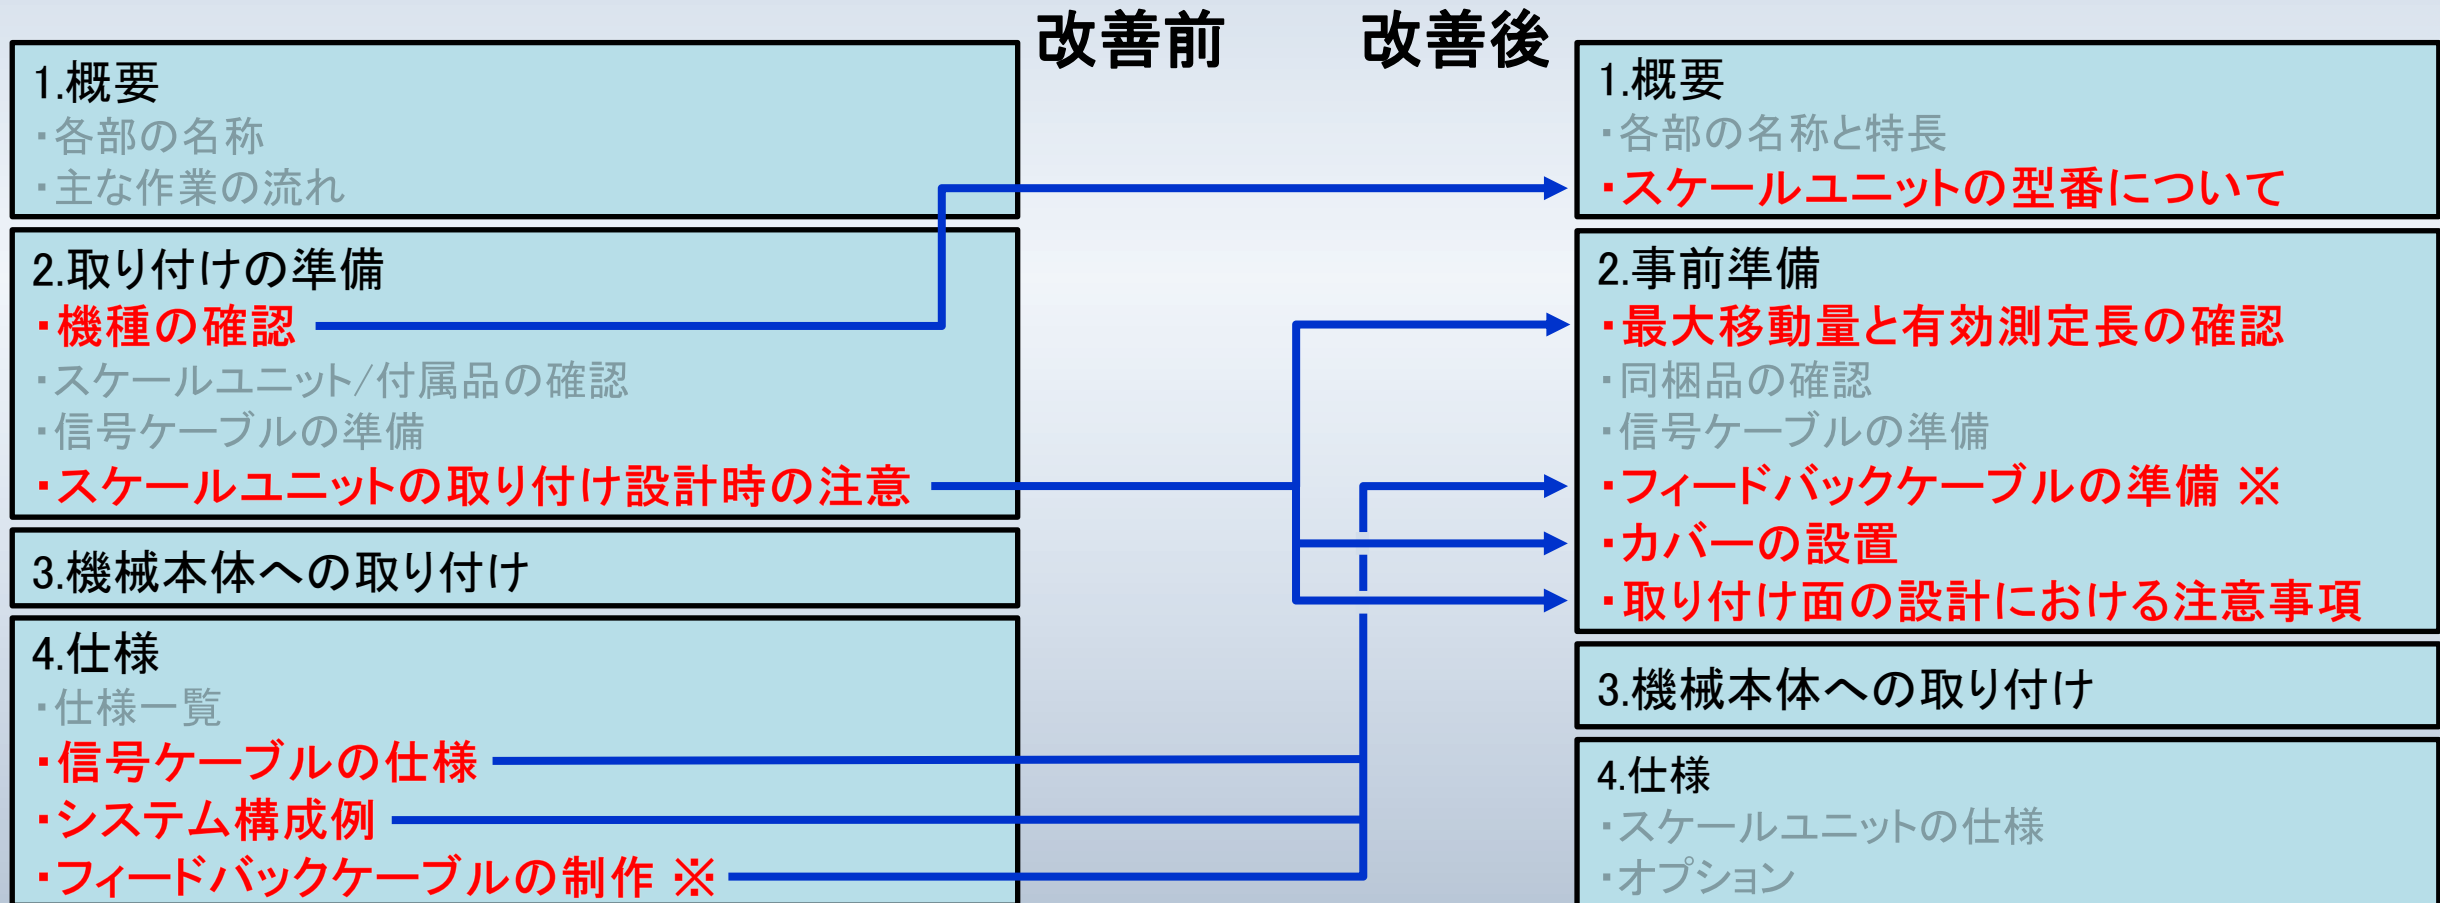 改善前
改善後
1.概要
・各部の名称
・主な作業の流れ
2.取り付けの準備
・機種の確認
・スケールユニット/付属品の確認
・信号ケーブルの準備
・スケールユニットの取り付け設計時の注意
3.機械本体への取り付け
4.仕様
・仕様一覧
・信号ケーブルの仕様
・システム構成例
・フィードバックケーブルの制作 ※
1.概要
・各部の名称と特長
・スケールユニットの型番について
2.事前準備
・最大移動量と有効測定長の確認
・同梱品の確認
・信号ケーブルの準備
・フィードバックケーブルの準備 ※
・カバーの設置
・取り付け面の設計における注意事項
3.機械本体への取り付け
4.仕様
・スケールユニットの仕様
・オプション